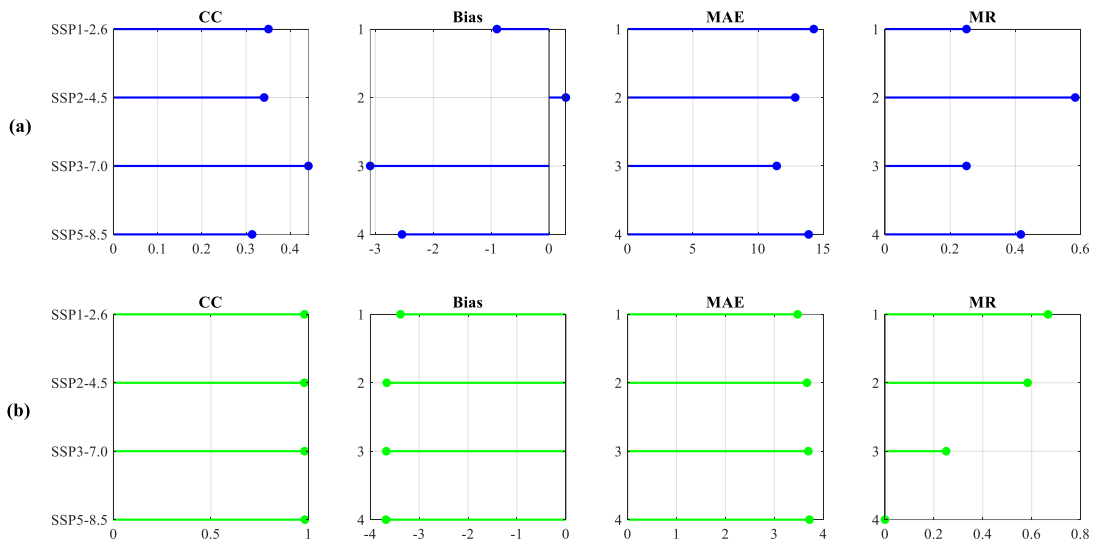 CC Bias MAE MR
SSP1-2.6 1 1 1
SSP2-4.5 2 2 2
(a)
SSP3-7.0 3 3 3
SSP5-8.5 4 4 4
0 0.1 0.2 0.3 0.4 -3 -2 -1 0 0 5 10 15 0 0.2 0.4 0.6
CC Bias MAE MR
SSP1-2.6 1 1 1
SSP2-4.5 2 2 2
(b)
SSP3-7.0 3 3 3
SSP5-8.5 4 4 4
0 0.5 1 -4 -3 -2 -1 0 0 1 2 3 4 0 0.2 0.4 0.6 0.8